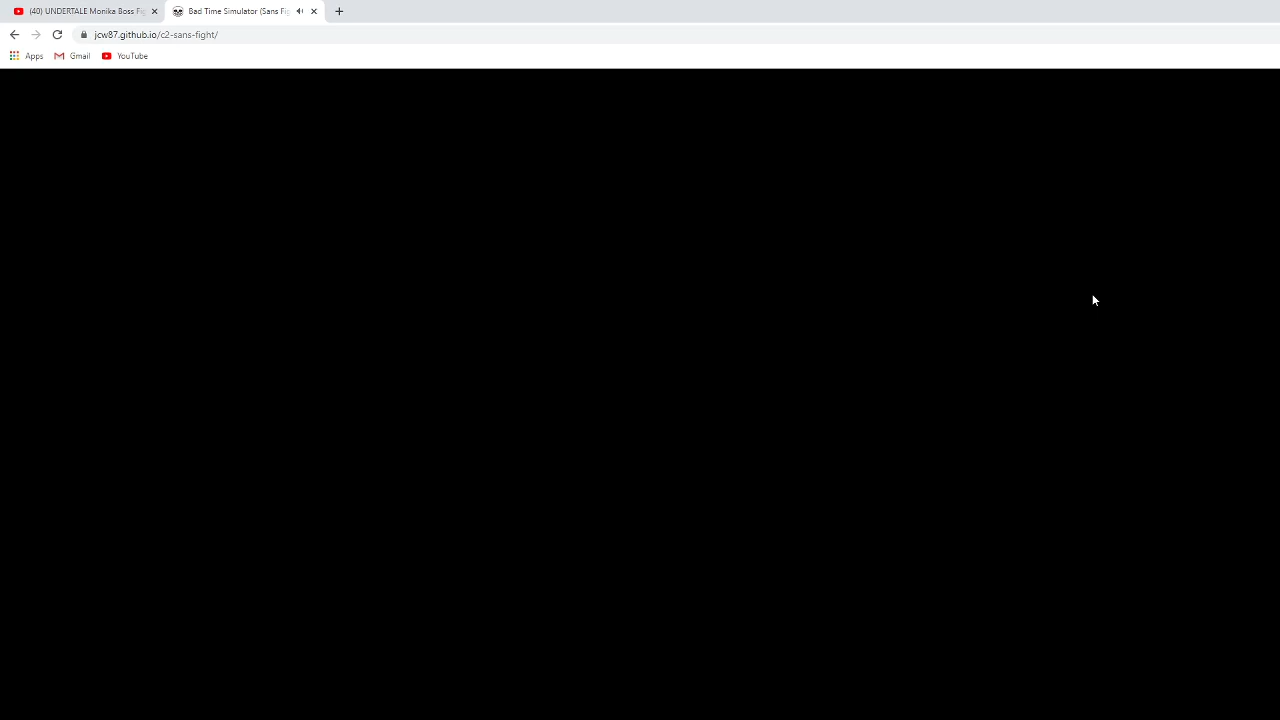 (40) UNDERTALE Monika Boss Fig
Bad Time Simulator (Sans Fig
jcw87.github.io/c2-sans-fight/
Apps
Gmail
YouTube